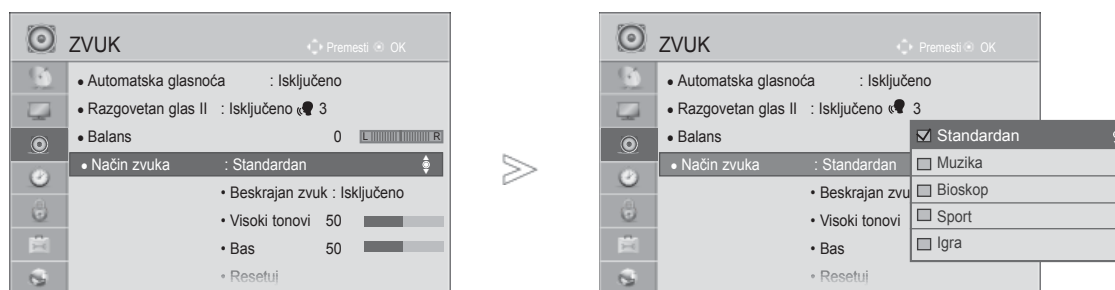 ZVUK
Premesti OK
• Automatska glasnoća : Isključeno
• Razgovetan glas II : Isključeno 3
• Balans 0 L R
• Način zvuka : Standardan
• Beskrajan zvuk : Isključeno
• Visoki tonovi 50
• Bas 50
• Resetuj
ZVUK
Premesti OK
• Automatska glasnoća : Isključeno
• Razgovetan glas II : Isključeno 3
• Balans
• Način zvuka : Standardan
• Beskrajan zvu
• Visoki tonovi
• Bas
• Resetuj
Standardan
Muzika
Bioskop
Sport
Igra